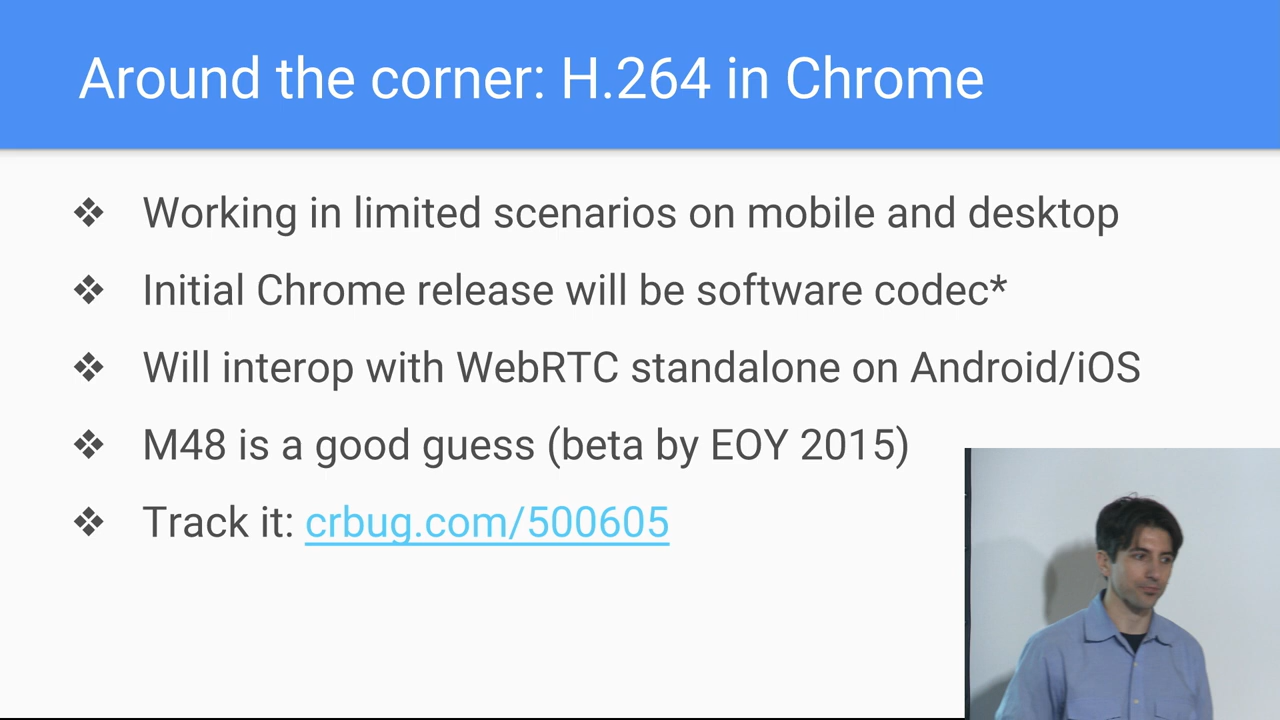 Around the corner: H.264 in Chrome
❖ Working in limited scenarios on mobile and desktop
❖ Initial Chrome release will be software codec*
❖ Will interop with WebRTC standalone on Android/iOS
❖ M48 is a good guess (beta by EOY 2015)
❖ Track it: crbug.com/500605